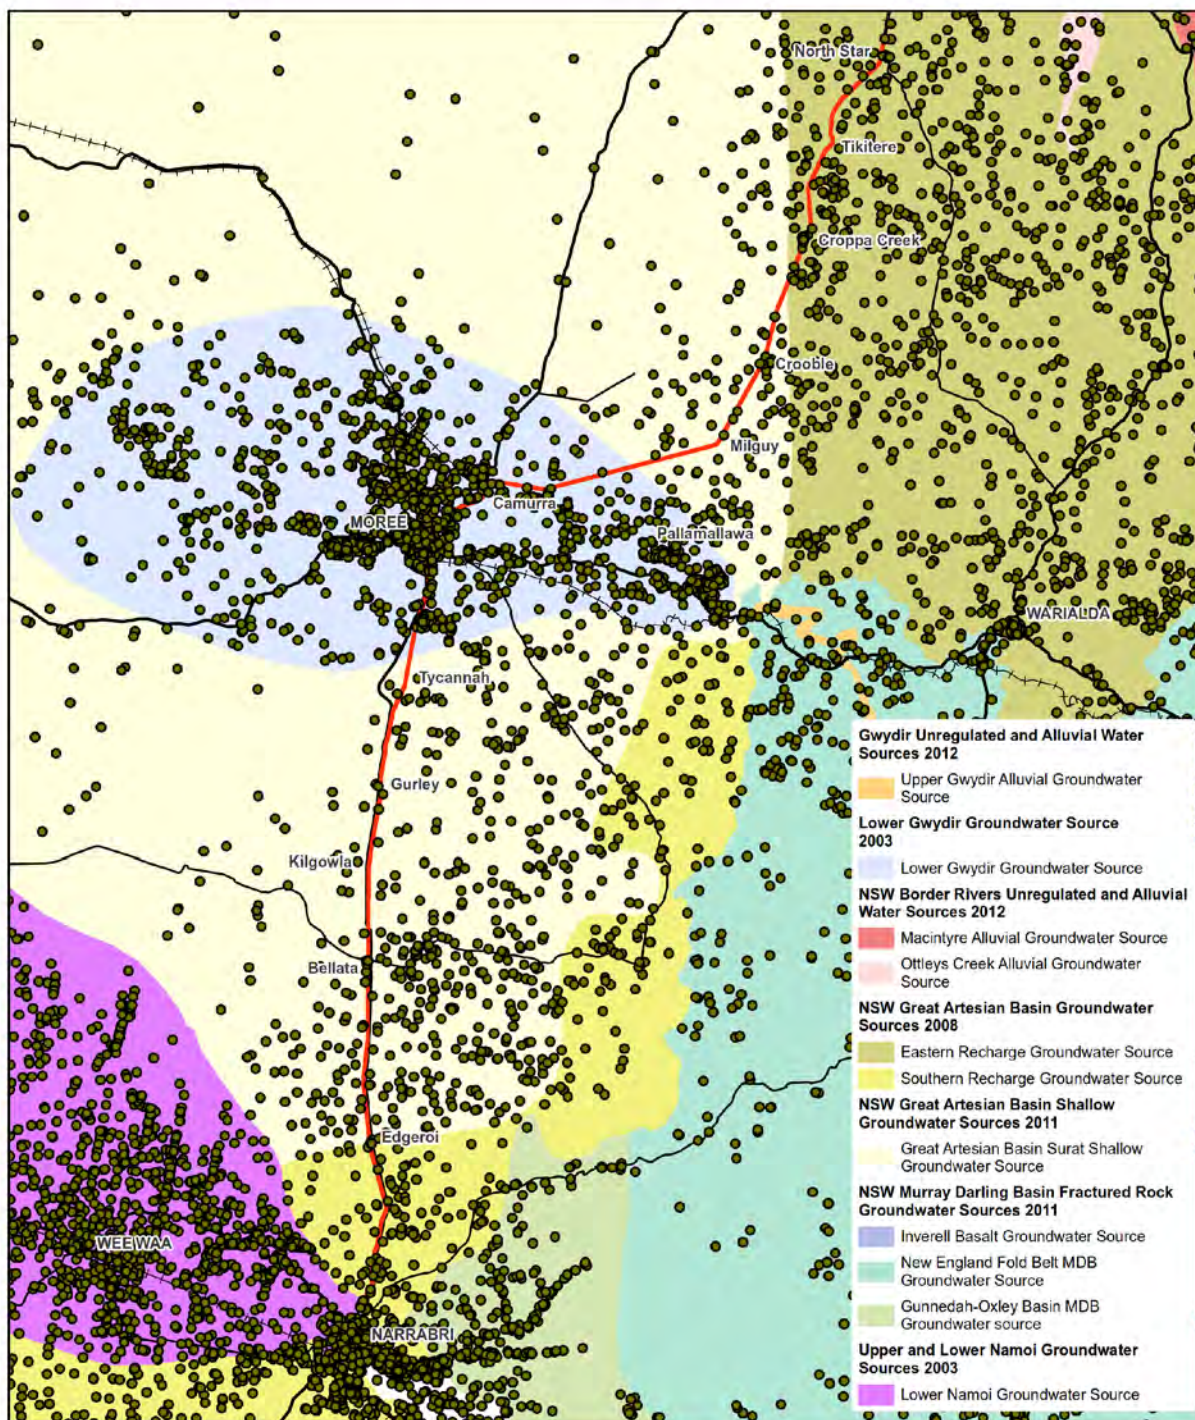 North Star
Tikitere
Croppa Creek
Crooble
Milguy
Camurra
MOREE
Pallamallawa
WARIALDA
Tycannah
Gurley
Kilgowla
Bellata
Edgeroi
WEE WAA
NARRABRI
Gwydir Unregulated and Alluvial Water
Sources 2012
Upper Gwydir Alluvial Groundwater
Source
Lower Gwydir Groundwater Source
2003
Lower Gwydir Groundwater Source
NSW Border Rivers Unregulated and Alluvial
Water Sources 2012
Macintyre Alluvial Groundwater Source
Ottleys Creek Alluvial Groundwater
Source
NSW Great Artesian Basin Groundwater
Sources 2008
Eastern Recharge Groundwater Source
Southern Recharge Groundwater Source
NSW Great Artesian Basin Shallow
Groundwater Sources 2011
Great Artesian Basin Surat Shallow
Groundwater Source
NSW Murray Darling Basin Fractured Rock
Groundwater Sources 2011
Inverell Basalt Groundwater Source
New England Fold Belt MDB
Groundwater Source
Gunnedah-Oxley Basin MDB
Groundwater source
Upper and Lower Namoi Groundwater
Sources 2003
Lower Namoi Groundwater Source